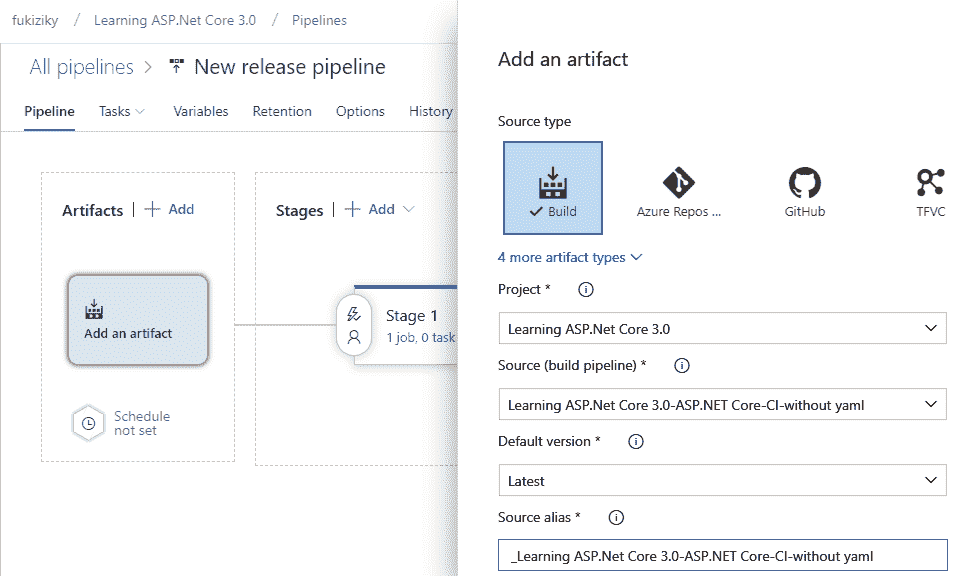 fukiziky / Learning ASP.Net Core 3.0 / Pipelines
All pipelines > New release pipeline
Pipeline Tasks Variables Retention Options History
Artifacts | + Add
Stages | + Add
Add an artifact
Schedule
not set
Stage 1
1 job, 0 task
Add an artifact
Source type
Build
Azure Repos ...
GitHub
TFVC
4 more artifact types
Project *
Learning ASP.Net Core 3.0
Source (build pipeline) *
Learning ASP.Net Core 3.0-ASP.NET Core-CI-without yaml
Default version *
Latest
Source alias *
_Learning ASP.Net Core 3.0-ASP.NET Core-CI-without yaml